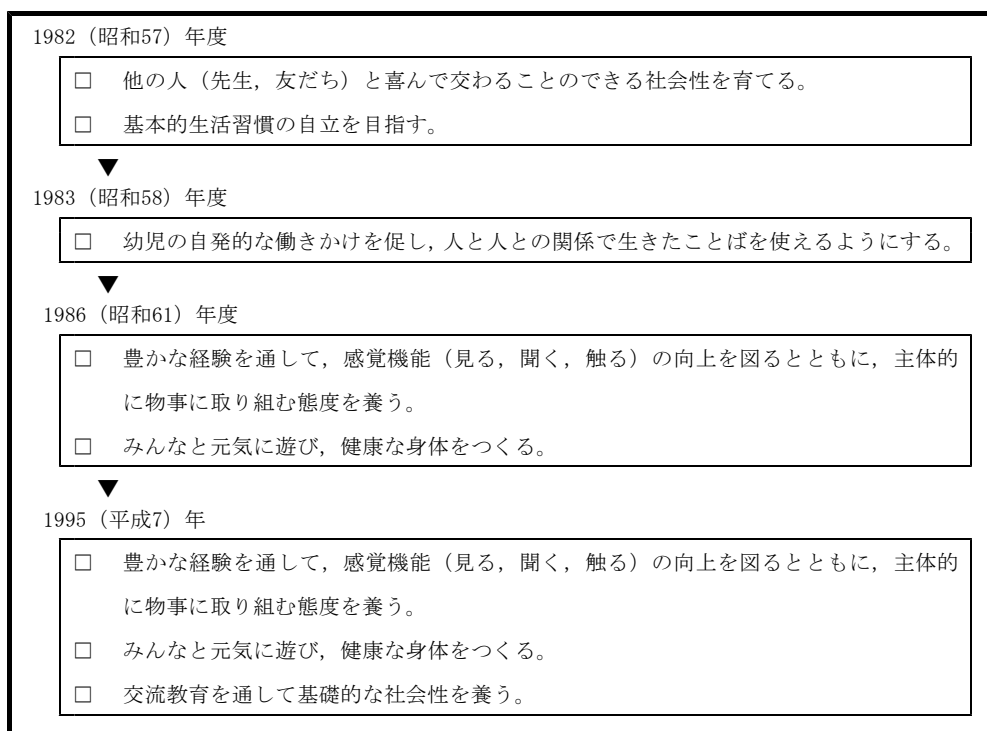 1982（昭和57）年度
□ 他の人（先生，友だち）と喜んで交わることのできる社会性を育てる。
□ 基本的生活習慣の自立を目指す。
▼
1983（昭和58）年度
□ 幼児の自発的な働きかけを促し，人と人との関係で生きたことばを使えるようにする。
▼
1986（昭和61）年度
□ 豊かな経験を通して，感覚機能（見る，聞く，触る）の向上を図るとともに，主体的
に物事に取り組む態度を養う。
□ みんなと元気に遊び，健康な身体をつくる。
▼
1995（平成7）年
□ 豊かな経験を通して，感覚機能（見る，聞く，触る）の向上を図るとともに，主体的
に物事に取り組む態度を養う。
□ みんなと元気に遊び，健康な身体をつくる。
□ 交流教育を通して基礎的な社会性を養う。